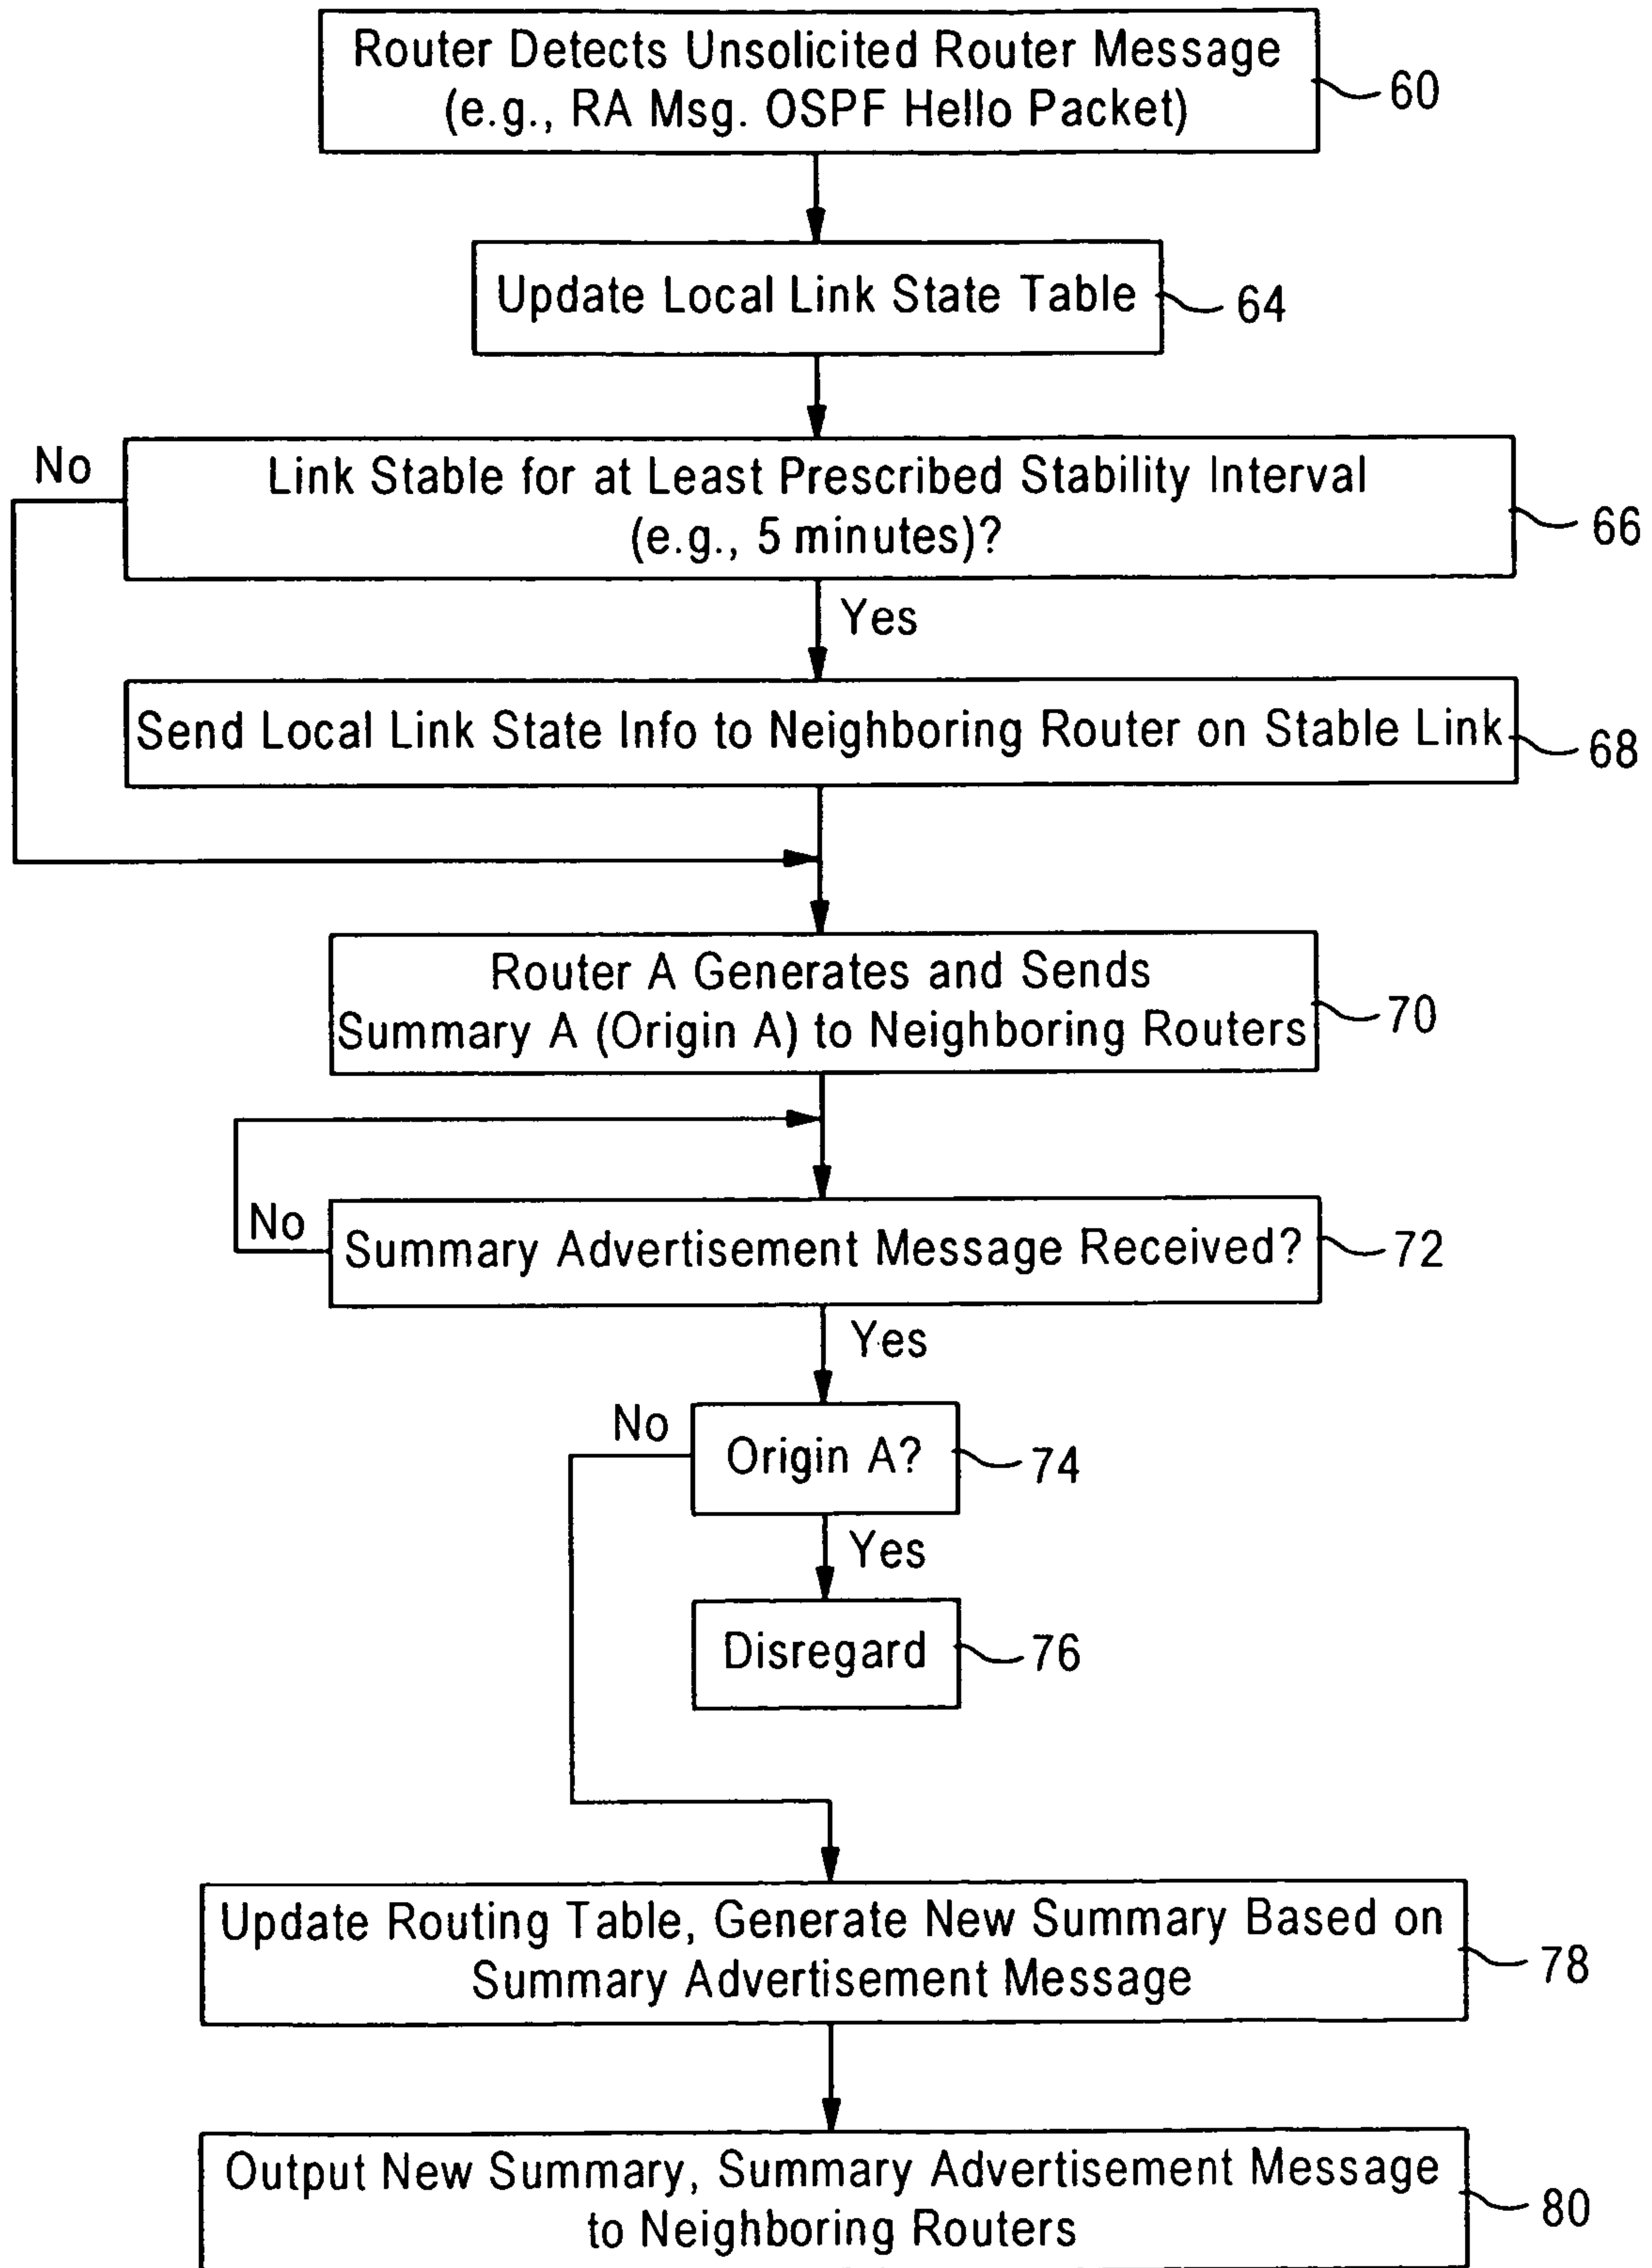 Router Detects Unsolicited Router Message
(e.g., RA Msg. OSPF Hello Packet)
60
Update Local Link State Table
64
No
Link Stable for at Least Prescribed Stability Interval
(e.g., 5 minutes)?
66
Yes
Send Local Link State Info to Neighboring Router on Stable Link
68
Router A Generates and Sends
Summary A (Origin A) to Neighboring Routers
70
No
Summary Advertisement Message Received?
72
Yes
No
Origin A?
74
Yes
Disregard
76
Update Routing Table, Generate New Summary Based on
Summary Advertisement Message
78
Output New Summary, Summary Advertisement Message
to Neighboring Routers
80